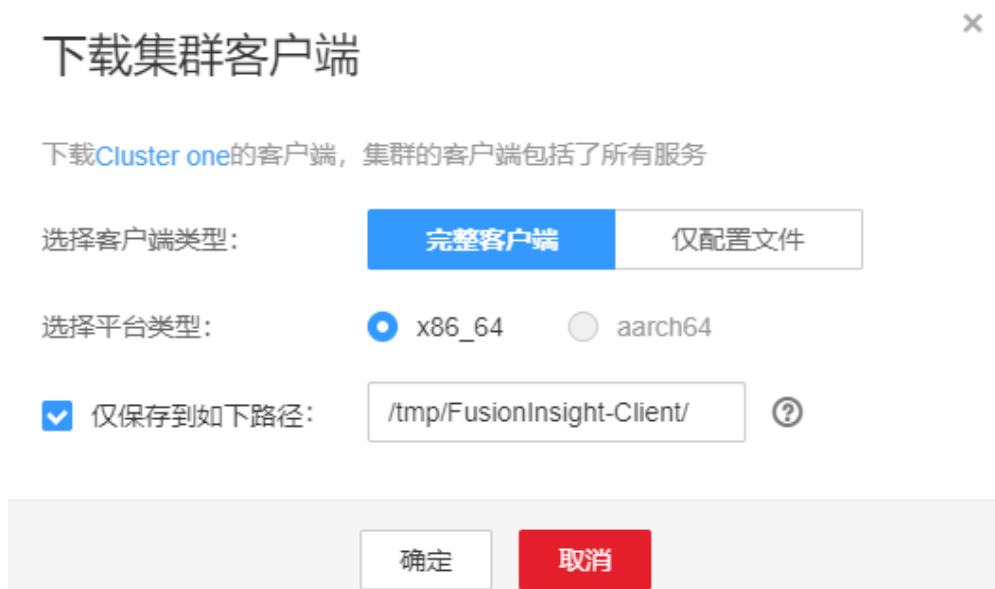 下载集群客户端
下载Cluster one的客户端，集群的客户端包括了所有服务
选择客户端类型： 完整客户端 仅配置文件
选择平台类型： x86_64 aarch64
仅保存到如下路径： /tmp/FusionInsight-Client/
确定 取消